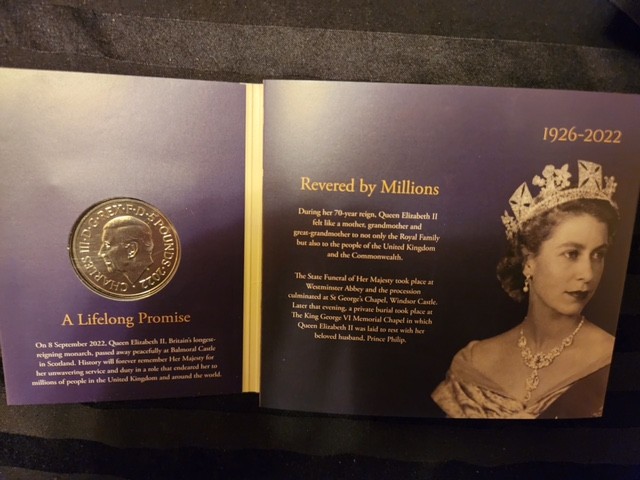 CHARLES III·D·G·REX·F·D·5 POUNDS·2022
A Lifelong Promise
On 8 September 2022, Queen Elizabeth II, Britain's longest-
reigning monarch, passed away peacefully at Balmoral Castle
in Scotland. History will forever remember Her Majesty for
her unwavering service and duty in a role that endeared her to
millions of people in the United Kingdom and around the world.
1926-2022
Revered by Millions
During her 70-year reign, Queen Elizabeth II
felt like a mother, grandmother and
great-grandmother to not only the Royal Family
but also to the people of the United Kingdom
and the Commonwealth.
The State Funeral of Her Majesty took place at
Westminster Abbey and the procession
culminated at St George's Chapel, Windsor Castle.
Later that evening, a private burial took place at
The King George VI Memorial Chapel in which
Queen Elizabeth II was laid to rest with her
beloved husband, Prince Philip.